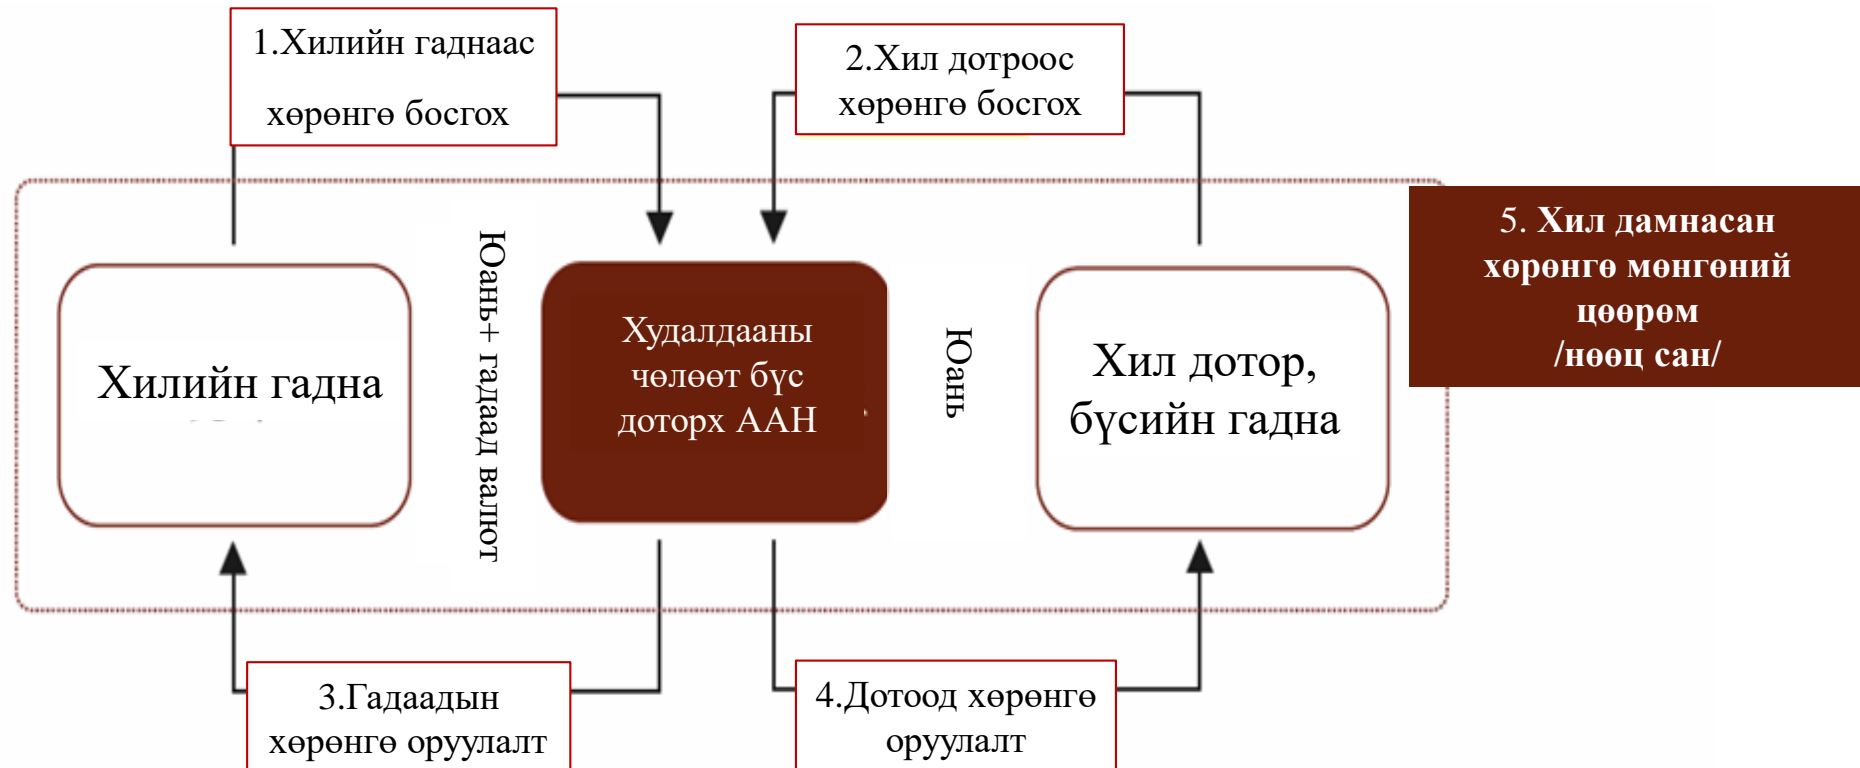 1.Хилийн гаднаас
хөрөнгө босгох
2.Хил дотроос
хөрөнгө босгох
5. Хил дамнасан
хөрөнгө мөнгөний
цөөрөм
/нөөц сан/
Хилийн гадна
Юань+ гадаад валют
Худалдааны
чөлөөт бүс
доторх ААН
Юань
Хил дотор,
бүсийн гадна
3.Гадаадын
хөрөнгө оруулалт
4.Дотоод хөрөнгө
оруулалт